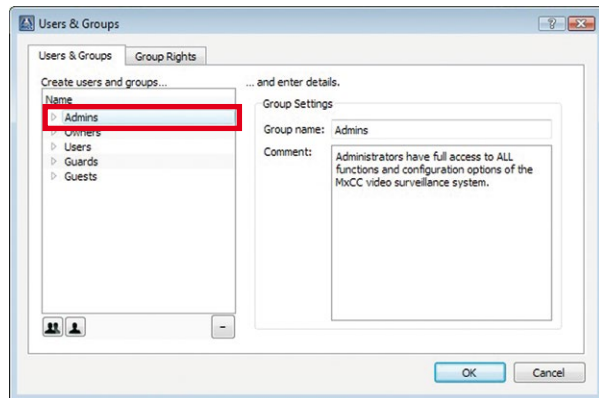 Users & Groups
Users & Groups
Group Rights
Create users and groups...
... and enter details.
Name
Admins
Owners
Users
Guards
Guests
Group Settings
Group name:
Admins
Comment:
Administrators have full access to ALL
functions and configuration options of the
MxCC video surveillance system.
OK
Cancel